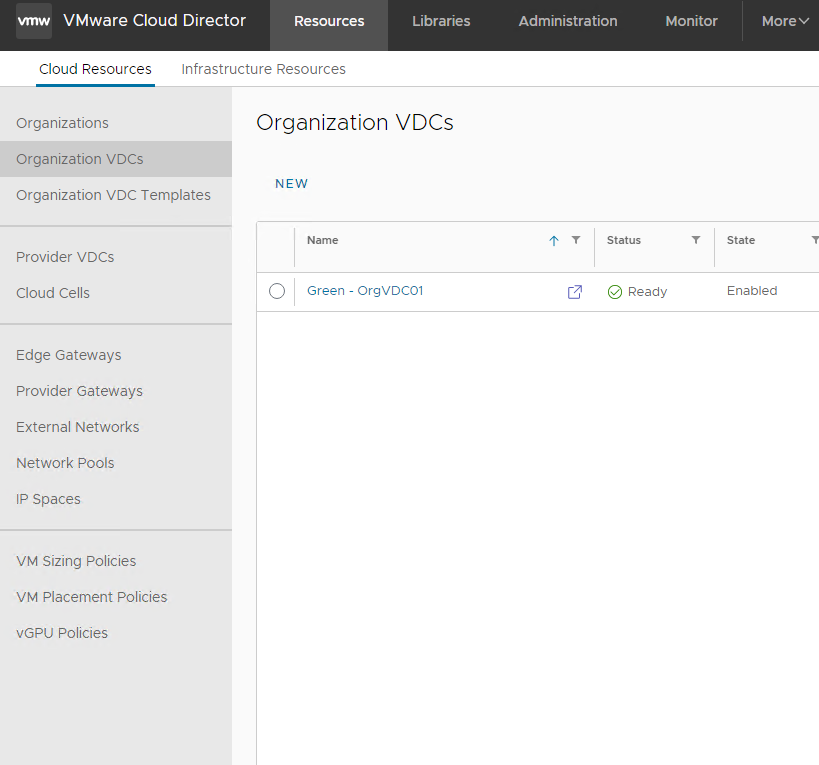 vmw VMware Cloud Director Resources Libraries Administration Monitor More
Cloud Resources Infrastructure Resources
Organizations
Organization VDCs
Organization VDC Templates
Provider VDCs
Cloud Cells
Edge Gateways
Provider Gateways
External Networks
Network Pools
IP Spaces
VM Sizing Policies
VM Placement Policies
vGPU Policies
Organization VDCs
NEW
Name Status State
Green - OrgVDC01 Ready Enabled